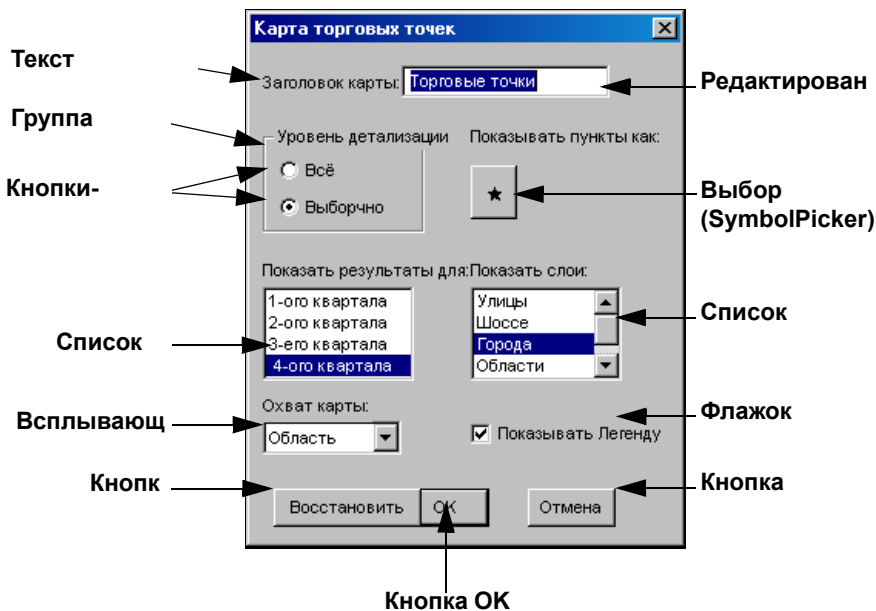 Карта торговых точек
Текст
Заголовок карты: Торговые точки
Редактирован
Группа
Уровень детализации
Показывать пункты как:
Кнопки-
Всё
Выборчно
Выбор
(SymbolPicker)
Показать результаты для:
Показать слои:
1-ого квартала
2-ого квартала
3-его квартала
4-ого квартала
Улицы
Шоссе
Города
Области
Список
Список
Охват карты:
Всплывающ
Область
Флажок
Показывать Легенду
Кнопк
Восстановить
OK
Отмена
Кнопка
Кнопка OK